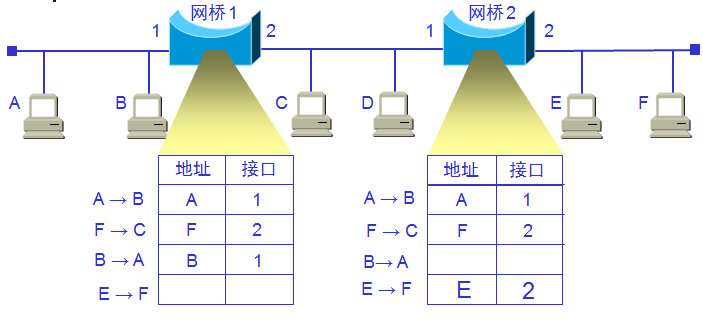 网桥1
网桥2
1
2
1
2
A
B
C
D
E
F
地址 接口
A → B A 1
F → C F 2
B → A B 1
E → F
地址 接口
A → B A 1
F → C F 2
B → A
E → F E 2